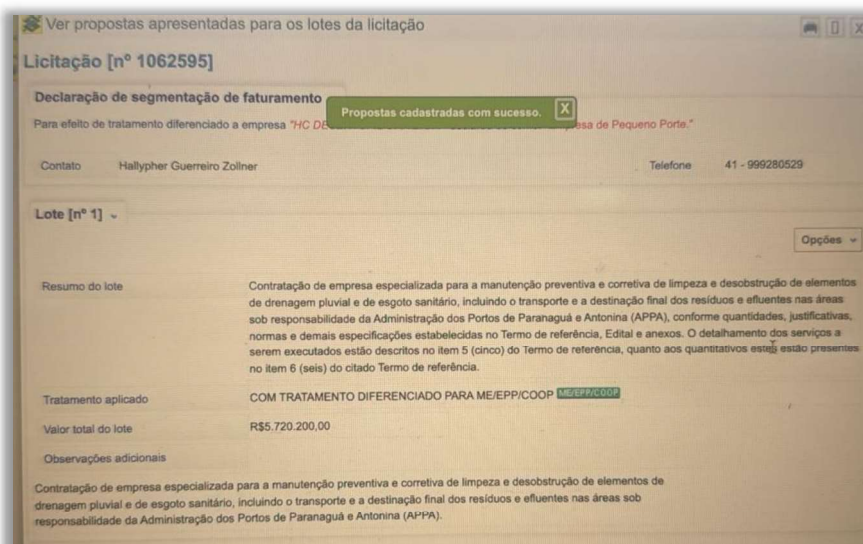 Ver propostas apresentadas para os lotes da licitação
X
Licitação [nº 1062595]
Declaração de segmentação de faturamento
Propostas cadastradas com sucesso. X
Para efeito de tratamento diferenciado a empresa "HC DE esa de Pequeno Porte."
Contato Hallypher Guerreiro Zollner Telefone 41 - 999280529
Lote [nº 1]
Opções
Resumo do lote Contratação de empresa especializada para a manutenção preventiva e corretiva de limpeza e desobstrução de elementos
de drenagem pluvial e de esgoto sanitário, incluindo o transporte e a destinação final dos resíduos e efluentes nas áreas
sob responsabilidade da Administração dos Portos de Paranaguá e Antonina (APPA), conforme quantidades, justificativas,
normas e demais especificações estabelecidas no Termo de referência, Edital e anexos. O detalhamento dos serviços a
serem executados estão descritos no item 5 (cinco) do Termo de referência, quanto aos quantitativos estes estão presentes
no item 6 (seis) do citado Termo de referência.
Tratamento aplicado COM TRATAMENTO DIFERENCIADO PARA ME/EPP/COOP ME/EPP/COOP
Valor total do lote R$5.720.200,00
Observações adicionais
Contratação de empresa especializada para a manutenção preventiva e corretiva de limpeza e desobstrução de elementos de
drenagem pluvial e de esgoto sanitário, incluindo o transporte e a destinação final dos resíduos e efluentes nas áreas sob
responsabilidade da Administração dos Portos de Paranaguá e Antonina (APPA).